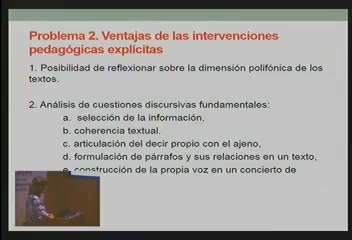 Problema 2. Ventajas de las intervenciones
pedagógicas explícitas
1. Posibilidad de reflexionar sobre la dimensión polifónica de los
textos.
2. Análisis de cuestiones discursivas fundamentales:
a. selección de la información,
b. coherencia textual.
c. articulación del decir propio con el ajeno,
d. formulación de párrafos y sus relaciones en un texto,
e. construcción de la propia voz en un concierto de